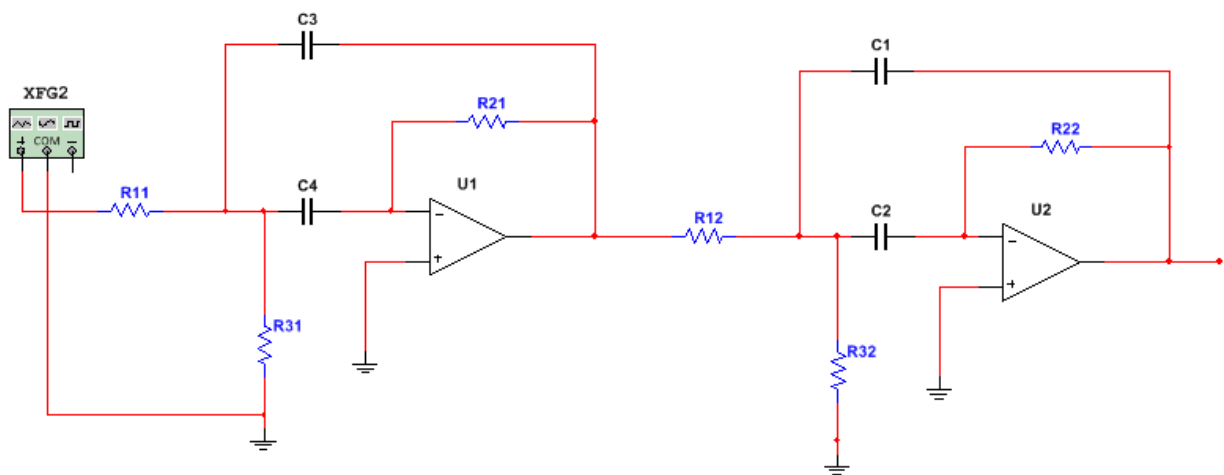 C3
C1
XFG2
R21
R22
+ COM −
C4
U1
R11
C2
U2
R12
−
+
−
+
R31
R32